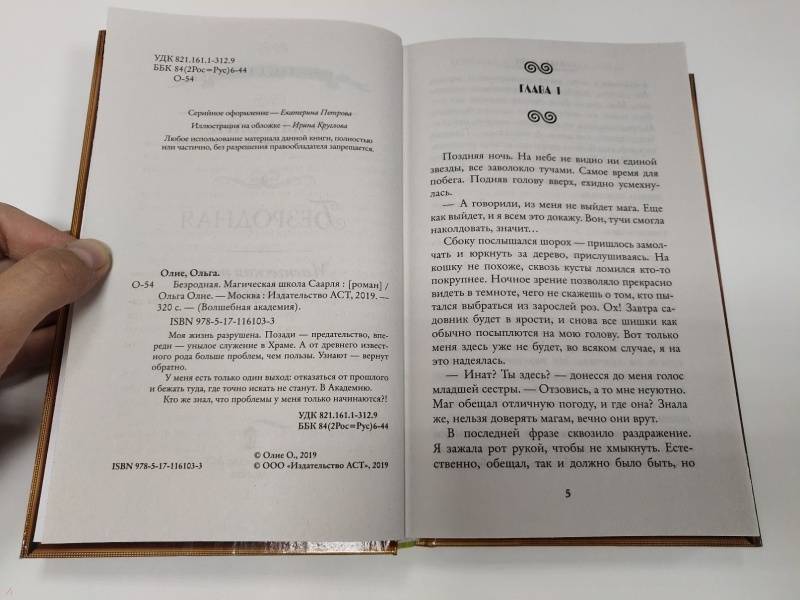 УДК 821.161.1-312.9
ББК 84(2Рос=Рус)6-44
О-54
Серийное оформление — Екатерина Петрова
Иллюстрация на обложке — Ирина Круглова
Любое использование материала данной книги, полностью
или частично, без разрешения правообладателя запрещается.
БЕЗРОДНАЯ
Олие, Ольга.
О-54 Безродная. Магическая школа Саарля : [роман] /
Ольга Олие. — Москва : Издательство АСТ, 2019. —
320 с. — (Волшебная академия).
ISBN 978-5-17-116103-3
Моя жизнь разрушена. Позади — предательство, впе-
реди — унылое служение в Храме. А от древнего извест-
ного рода больше проблем, чем пользы. Узнают — вернут
обратно.
У меня есть только один выход: отказаться от прошлого
и бежать туда, где точно искать не станут. В Академию.
Кто же знал, что проблемы у меня только начинаются?!
УДК 821.161.1-312.9
ББК 84(2Рос=Рус)6-44
© Олие О., 2019
ISBN 978-5-17-116103-3 © ООО «Издательство АСТ», 2019
ГЛАВА 1
Поздняя ночь. На небе не видно ни единой
звезды, все заволокло тучами. Самое время для
побега. Подняв голову вверх, ехидно усмехну-
лась.
— А говорили, из меня не выйдет мага. Еще
как выйдет, и я всем это докажу. Вон, тучи смогла
наколдовать, значит...
Сбоку послышался шорох — пришлось замол-
чать и юркнуть за дерево, прислушиваясь. На
кошку не похоже, сквозь кусты ломился кто-то
покрупнее. Ночное зрение позволяло прекрасно
видеть в темноте, чего не скажешь о том, кто пы-
тался выбраться из зарослей роз. Ох! Завтра са-
довник будет в ярости, и снова все шишки как
обычно посыплются на мою голову. Вот только
меня здесь уже не будет, во всяком случае, я на
это надеялась.
— Инат? Ты здесь? — донесся до меня голос
младшей сестры. — Отзовись, а то мне неуютно.
Маг обещал отличную погоду, и где она? Знала
же, нельзя доверять магам, вечно они врут.
В последней фразе сквозило раздражение.
Я зажала рот рукой, чтобы не хмыкнуть. Есте-
ственно, обещал, так и должно было быть, но
5